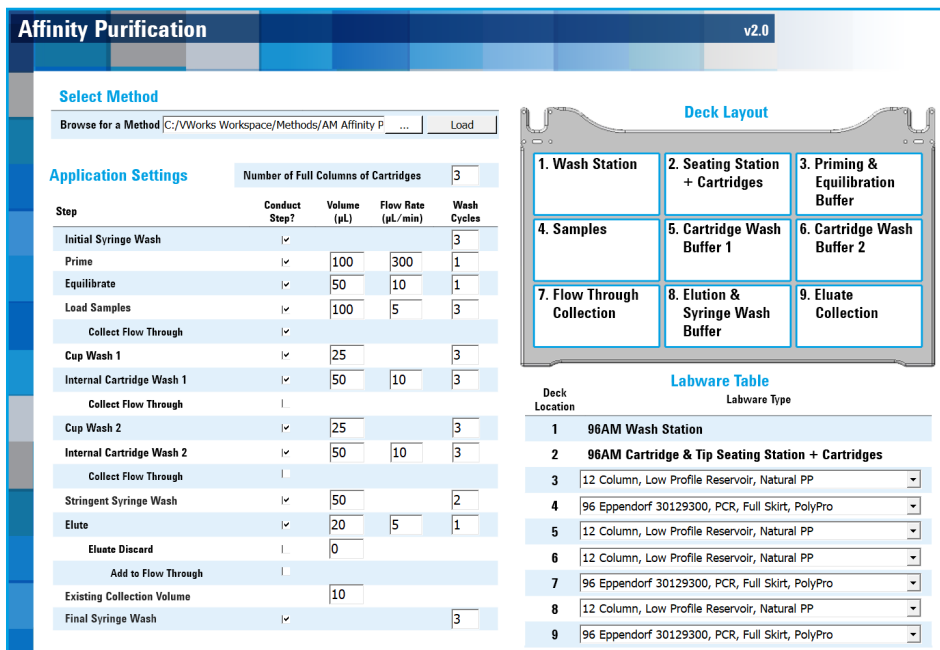 Affinity Purification v2.0
Select Method
Browse for a Method C:/VWorks Workspace/Methods/AM Affinity P ... Load
Application Settings
Number of Full Columns of Cartridges 3
Step Conduct Step? Volume (µL) Flow Rate (µL/min) Wash Cycles
Initial Syringe Wash 3
Prime 100 300 1
Equilibrate 50 10 1
Load Samples 100 5 3
Collect Flow Through
Cup Wash 1 25 3
Internal Cartridge Wash 1 50 10 3
Collect Flow Through
Cup Wash 2 25 3
Internal Cartridge Wash 2 50 10 3
Collect Flow Through
Stringent Syringe Wash 50 2
Elute 20 5 1
Eluate Discard 0
Add to Flow Through
Existing Collection Volume 10
Final Syringe Wash 3
Deck Layout
1. Wash Station
2. Seating Station
+ Cartridges
3. Priming &
Equilibration
Buffer
4. Samples
5. Cartridge Wash
Buffer 1
6. Cartridge Wash
Buffer 2
7. Flow Through
Collection
8. Elution &
Syringe Wash
Buffer
9. Eluate
Collection
Labware Table
Deck Location Labware Type
1 96AM Wash Station
2 96AM Cartridge & Tip Seating Station + Cartridges
3 12 Column, Low Profile Reservoir, Natural PP
4 96 Eppendorf 30129300, PCR, Full Skirt, PolyPro
5 12 Column, Low Profile Reservoir, Natural PP
6 12 Column, Low Profile Reservoir, Natural PP
7 96 Eppendorf 30129300, PCR, Full Skirt, PolyPro
8 12 Column, Low Profile Reservoir, Natural PP
9 96 Eppendorf 30129300, PCR, Full Skirt, PolyPro